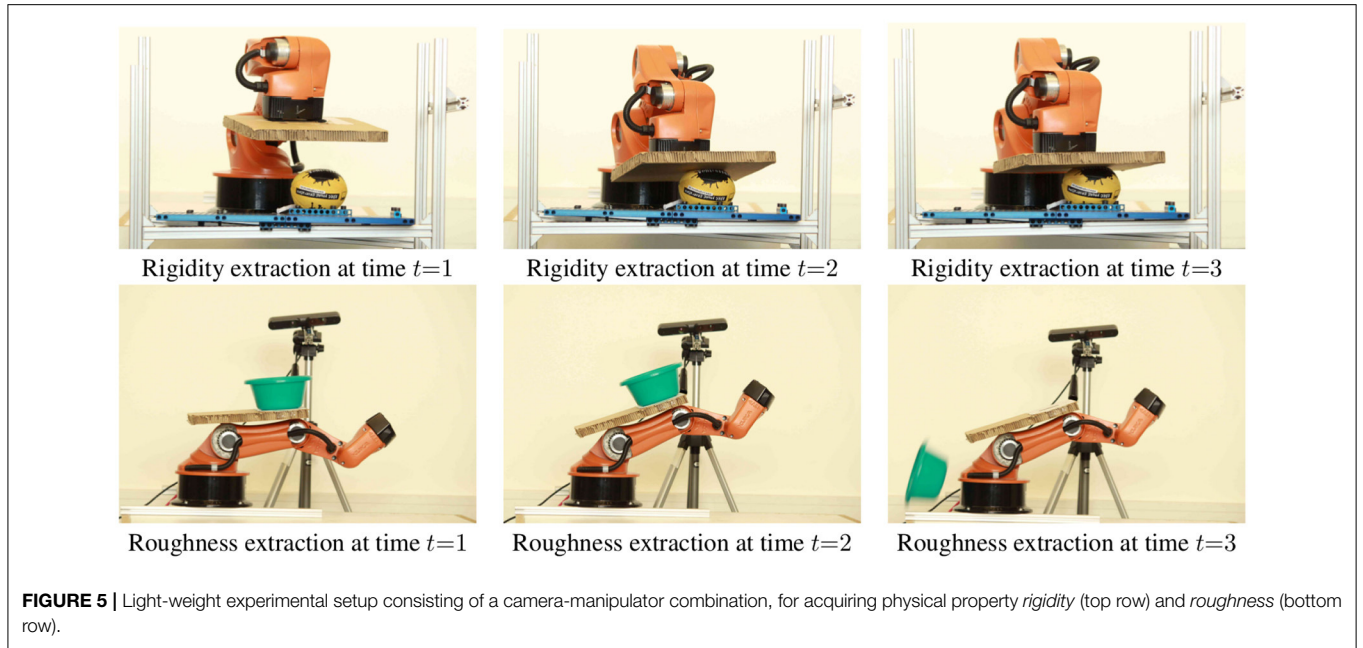 Rigidity extraction at time t=1
Rigidity extraction at time t=2
Rigidity extraction at time t=3
Roughness extraction at time t=1
Roughness extraction at time t=2
Roughness extraction at time t=3
FIGURE 5 | Light-weight experimental setup consisting of a camera-manipulator combination, for acquiring physical property rigidity (top row) and roughness (bottom
row).